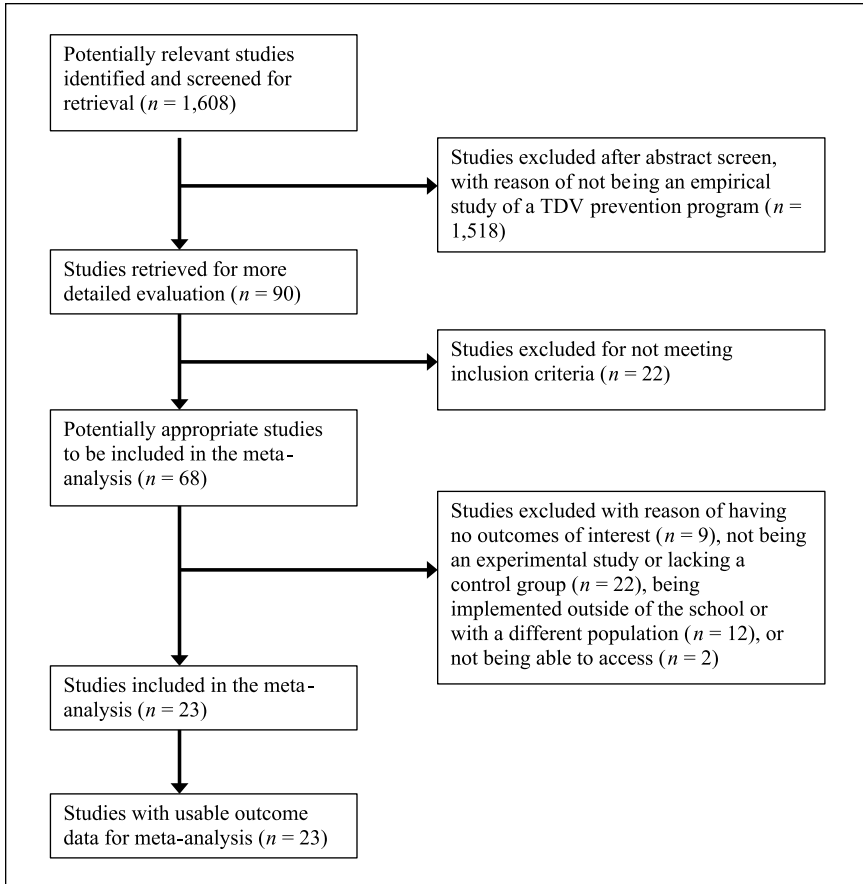 Potentially relevant studies
identified and screened for
retrieval (n = 1,608)
Studies excluded after abstract screen,
with reason of not being an empirical
study of a TDV prevention program (n =
1,518)
Studies retrieved for more
detailed evaluation (n = 90)
Studies excluded for not meeting
inclusion criteria (n = 22)
Potentially appropriate studies
to be included in the meta-
analysis (n = 68)
Studies excluded with reason of having
no outcomes of interest (n = 9), not being
an experimental study or lacking a
control group (n = 22), being
implemented outside of the school or
with a different population (n = 12), or
not being able to access (n = 2)
Studies included in the meta-
analysis (n = 23)
Studies with usable outcome
data for meta-analysis (n = 23)